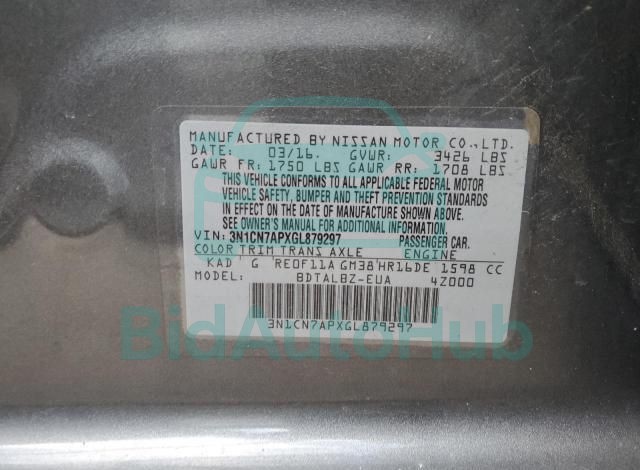 MANUFACTURED BY NISSAN MOTOR CO.,LTD.
DATE: 03/16. GVWR: 3426 LBS
GAWR FR: 1750 LBS GAWR RR: 1708 LBS
THIS VEHICLE CONFORMS TO ALL APPLICABLE FEDERAL MOTOR
VEHICLE SAFETY, BUMPER AND THEFT PREVENTION STANDARDS
IN EFFECT ON THE DATE OF MANUFACTURE SHOWN ABOVE.
SEE OWNER'S MANUAL FOR ADDITIONAL INFORMATION
VIN: 3N1CN7APXGL879297 PASSENGER CAR.
COLOR TRIM TRANS AXLE ENGINE
KAD G RE0F11A GM38 HR16DE 1598 CC
MODEL: BDTALBZ-EUA 4Z000
3N1CN7APXGL879297
BidAutoHub